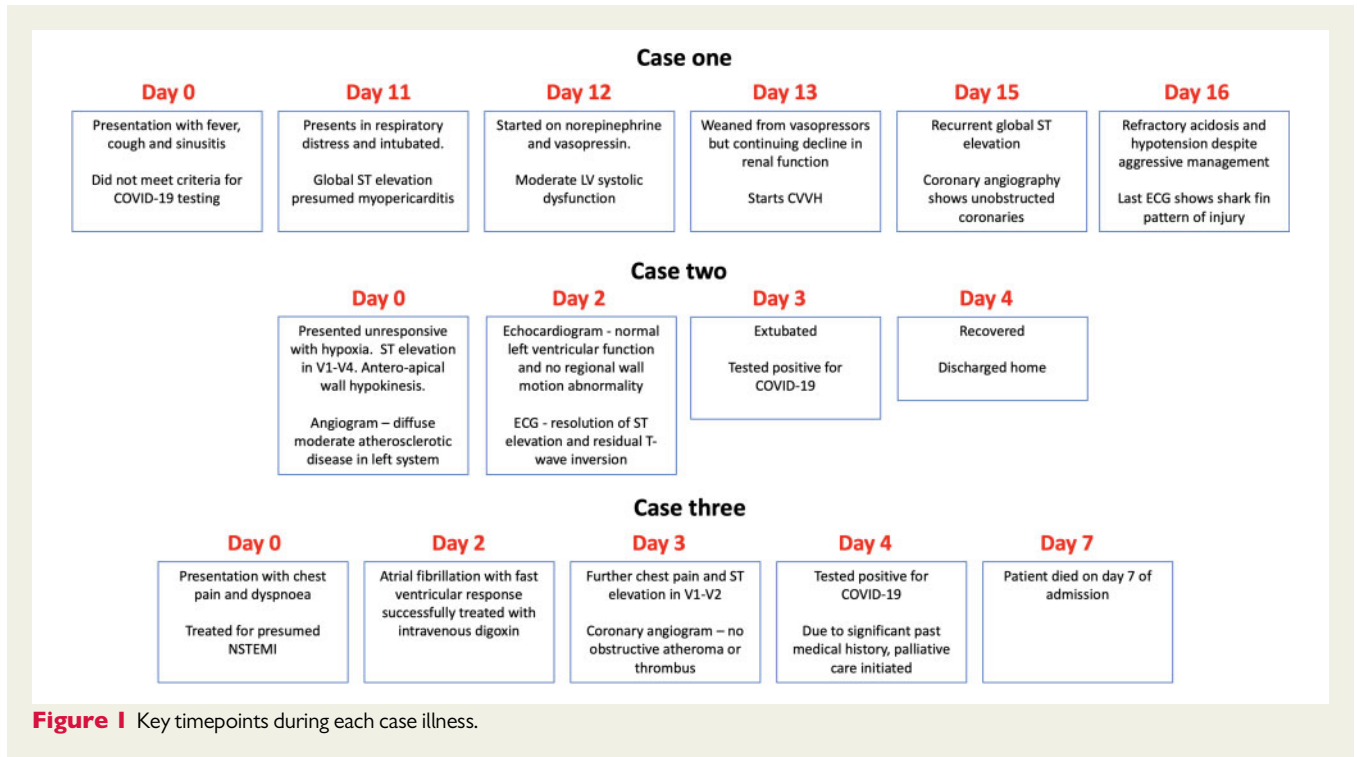 Case one
Day 0
Presentation with fever,
cough and sinusitis
Did not meet criteria for
COVID-19 testing
Day 11
Presents in respiratory
distress and intubated.
Global ST elevation
presumed myopericarditis
Day 12
Started on norepinephrine
and vasopressin.
Moderate LV systolic
dysfunction
Day 13
Weaned from vasopressors
but continuing decline in
renal function
Starts CVVH
Day 15
Recurrent global ST
elevation
Coronary angiography
shows unobstructed
coronaries
Day 16
Refractory acidosis and
hypotension despite
aggressive management
Last ECG shows shark fin
pattern of injury
Case two
Day 0
Presented unresponsive
with hypoxia. ST elevation
in V1-V4. Antero-apical
wall hypokinesis.
Angiogram – diffuse
moderate atherosclerotic
disease in left system
Day 2
Echocardiogram - normal
left ventricular function
and no regional wall
motion abnormality
ECG - resolution of ST
elevation and residual T-
wave inversion
Day 3
Extubated
Tested positive for
COVID-19
Day 4
Recovered
Discharged home
Case three
Day 0
Presentation with chest
pain and dyspnoea
Treated for presumed
NSTEMI
Day 2
Atrial fibrillation with fast
ventricular response
successfully treated with
intravenous digoxin
Day 3
Further chest pain and ST
elevation in V1-V2
Coronary angiogram – no
obstructive atheroma or
thrombus
Day 4
Tested positive for
COVID-19
Due to significant past
medical history, palliative
care initiated
Day 7
Patient died on day 7 of
admission
Figure 1 Key timepoints during each case illness.